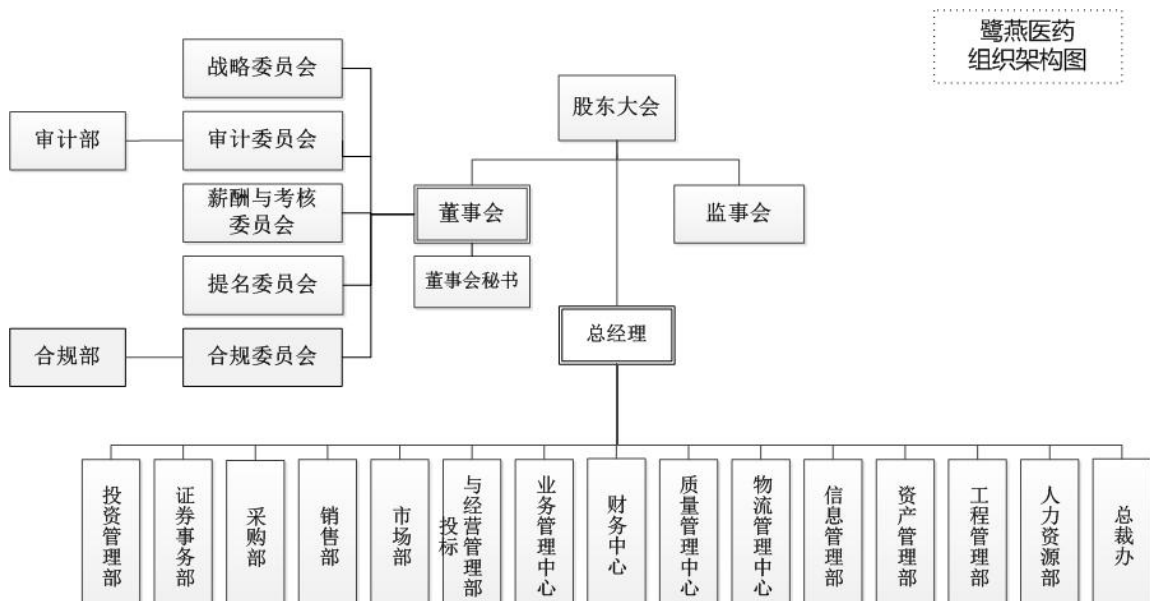 鹭燕医药
组织架构图
战略委员会
股东大会
审计部
审计委员会
薪酬与考核
委员会
董事会
监事会
提名委员会
董事会秘书
总经理
合规部
合规委员会
投资管理部
证券事务部
采购部
销售部
市场部
投标
与经营管理部
业务管理中心
财务中心
质量管理中心
物流管理中心
信息管理部
资产管理部
工程管理部
人力资源部
总裁办